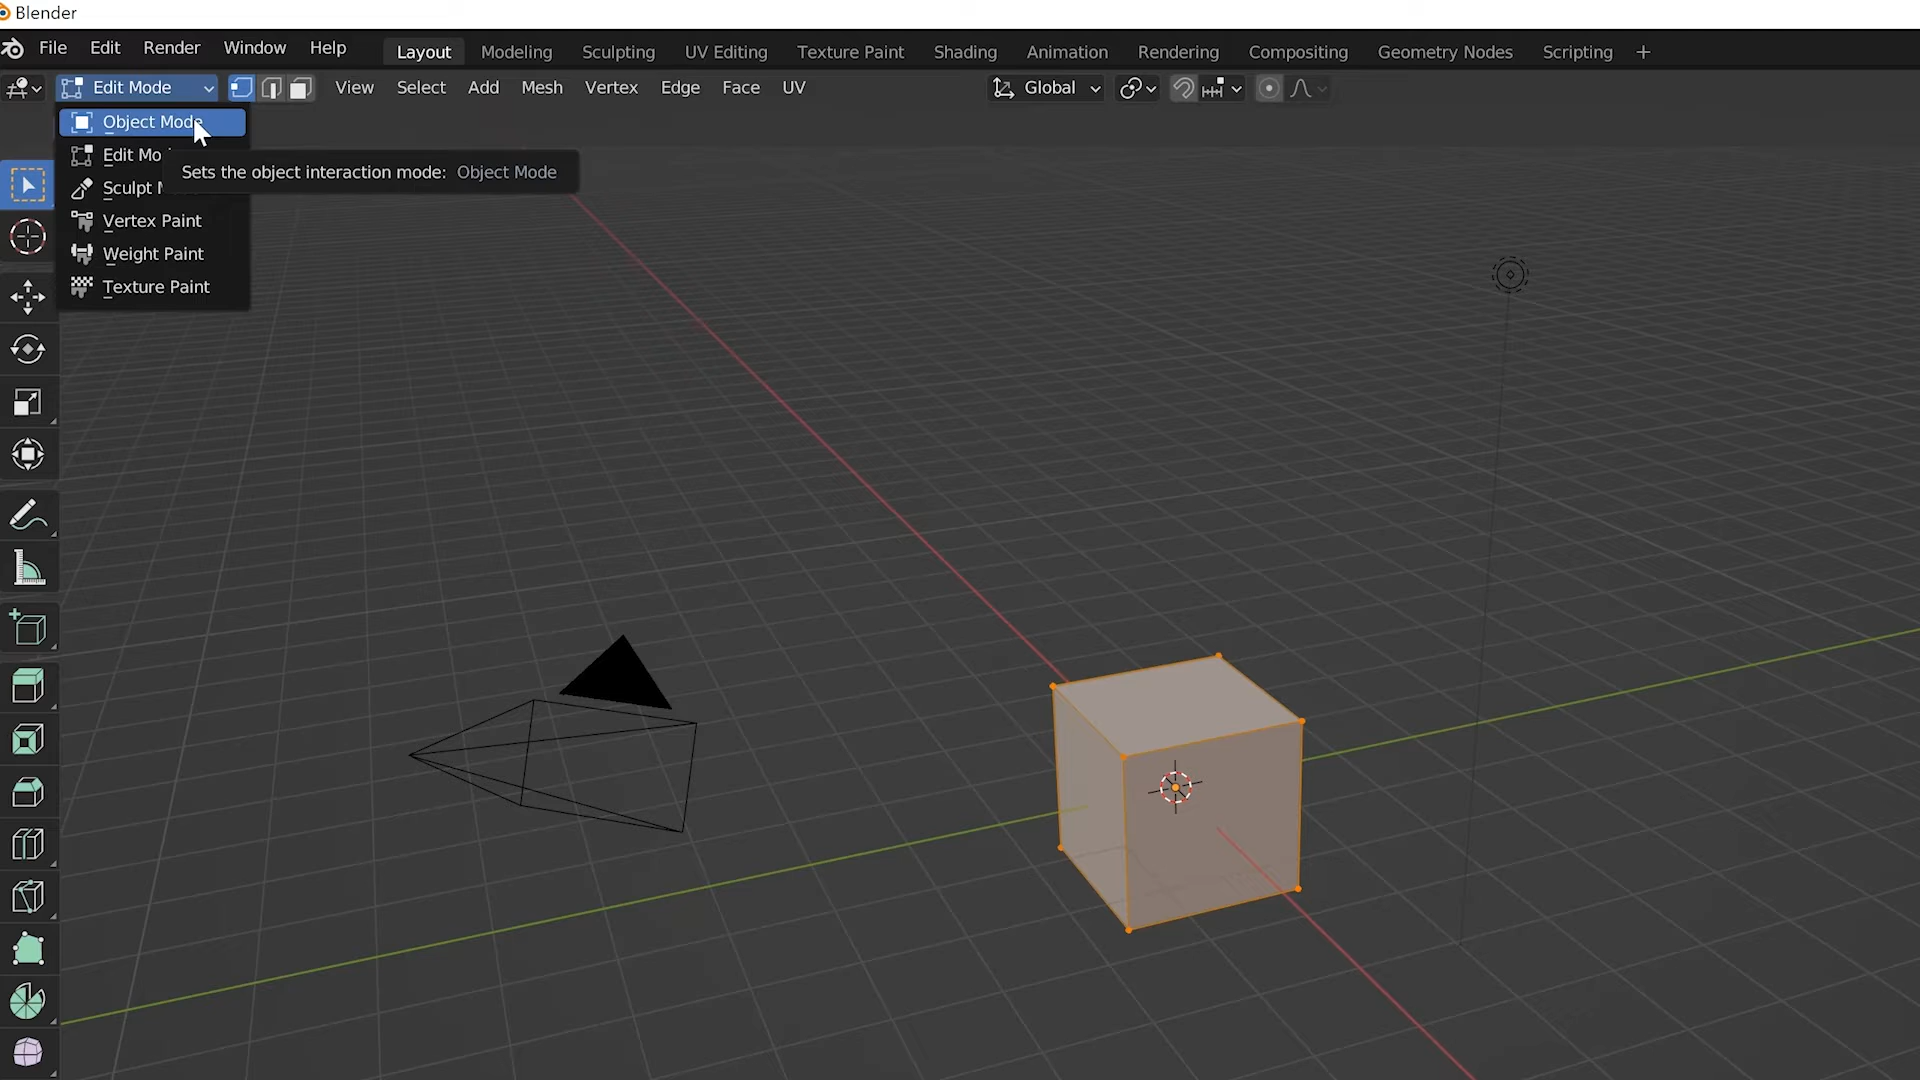 Blender
File Edit Render Window Help Layout Modeling Sculpting UV Editing Texture Paint Shading Animation Rendering Compositing Geometry Nodes Scripting +
Edit Mode View Select Add Mesh Vertex Edge Face UV Global
Object Mode
Edit Mo
Sets the object interaction mode: Object Mode
Sculpt M
Vertex Paint
Weight Paint
Texture Paint